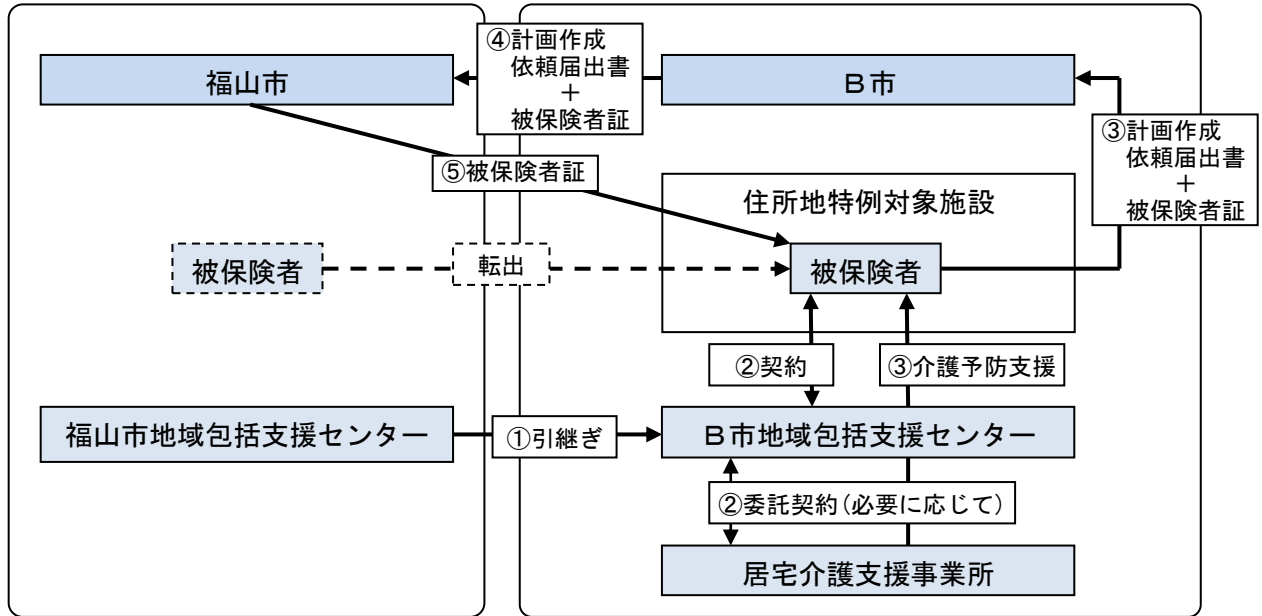 福山市
④計画作成
依頼届出書
+
被保険者証
B市
③計画作成
依頼届出書
+
被保険者証
⑤被保険者証
住所地特例対象施設
被保険者
転出
被保険者
②契約
③介護予防支援
福山市地域包括支援センター
①引継ぎ
B市地域包括支援センター
②委託契約(必要に応じて)
居宅介護支援事業所